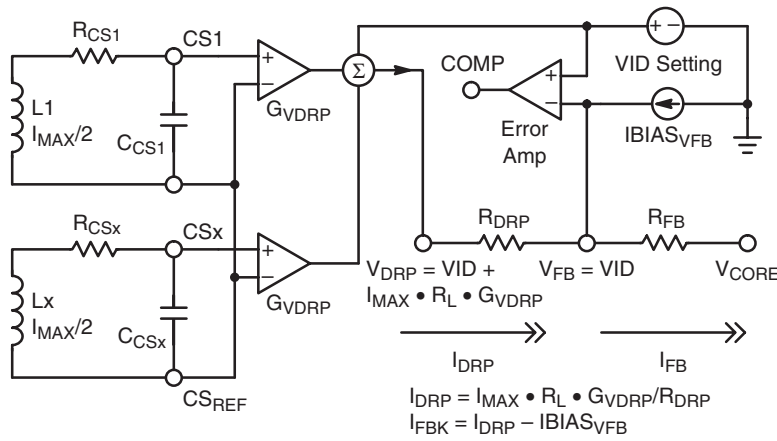 R_CS1
CS1
+
−
G_VDRP
Σ
COMP
+
−
Error
Amp
+ −
VID Setting
IBIAS_VFB
L1
I_MAX/2
C_CS1
R_CSx
CSx
+
−
G_VDRP
Lx
I_MAX/2
C_CSx
CS_REF
R_DRP
R_FB
V_DRP = VID +
I_MAX • R_L • G_VDRP
V_FB = VID
V_CORE
I_DRP
I_FB
I_DRP = I_MAX • R_L • G_VDRP/R_DRP
I_FBK = I_DRP – IBIAS_VFB